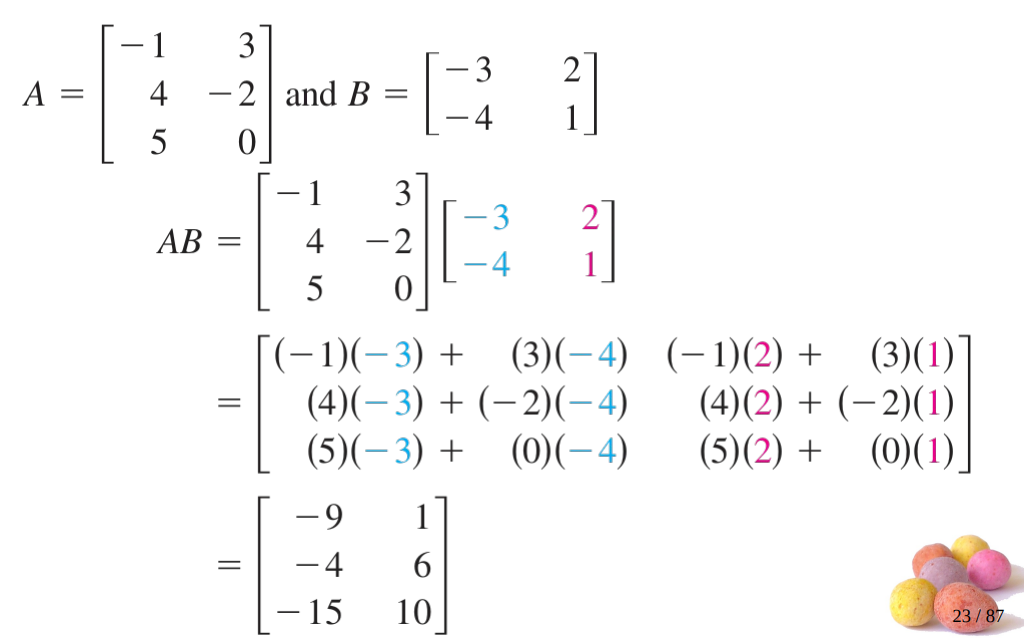 A = [ −1 3 ; 4 −2 ; 5 0 ] and B = [ −3 2 ; −4 1 ]
AB = [ −1 3 ; 4 −2 ; 5 0 ] [ −3 2 ; −4 1 ]
= [ (−1)(−3) + (3)(−4) (−1)(2) + (3)(1) ; (4)(−3) + (−2)(−4) (4)(2) + (−2)(1) ; (5)(−3) + (0)(−4) (5)(2) + (0)(1) ]
= [ −9 1 ; −4 6 ; −15 10 ]
23 / 87